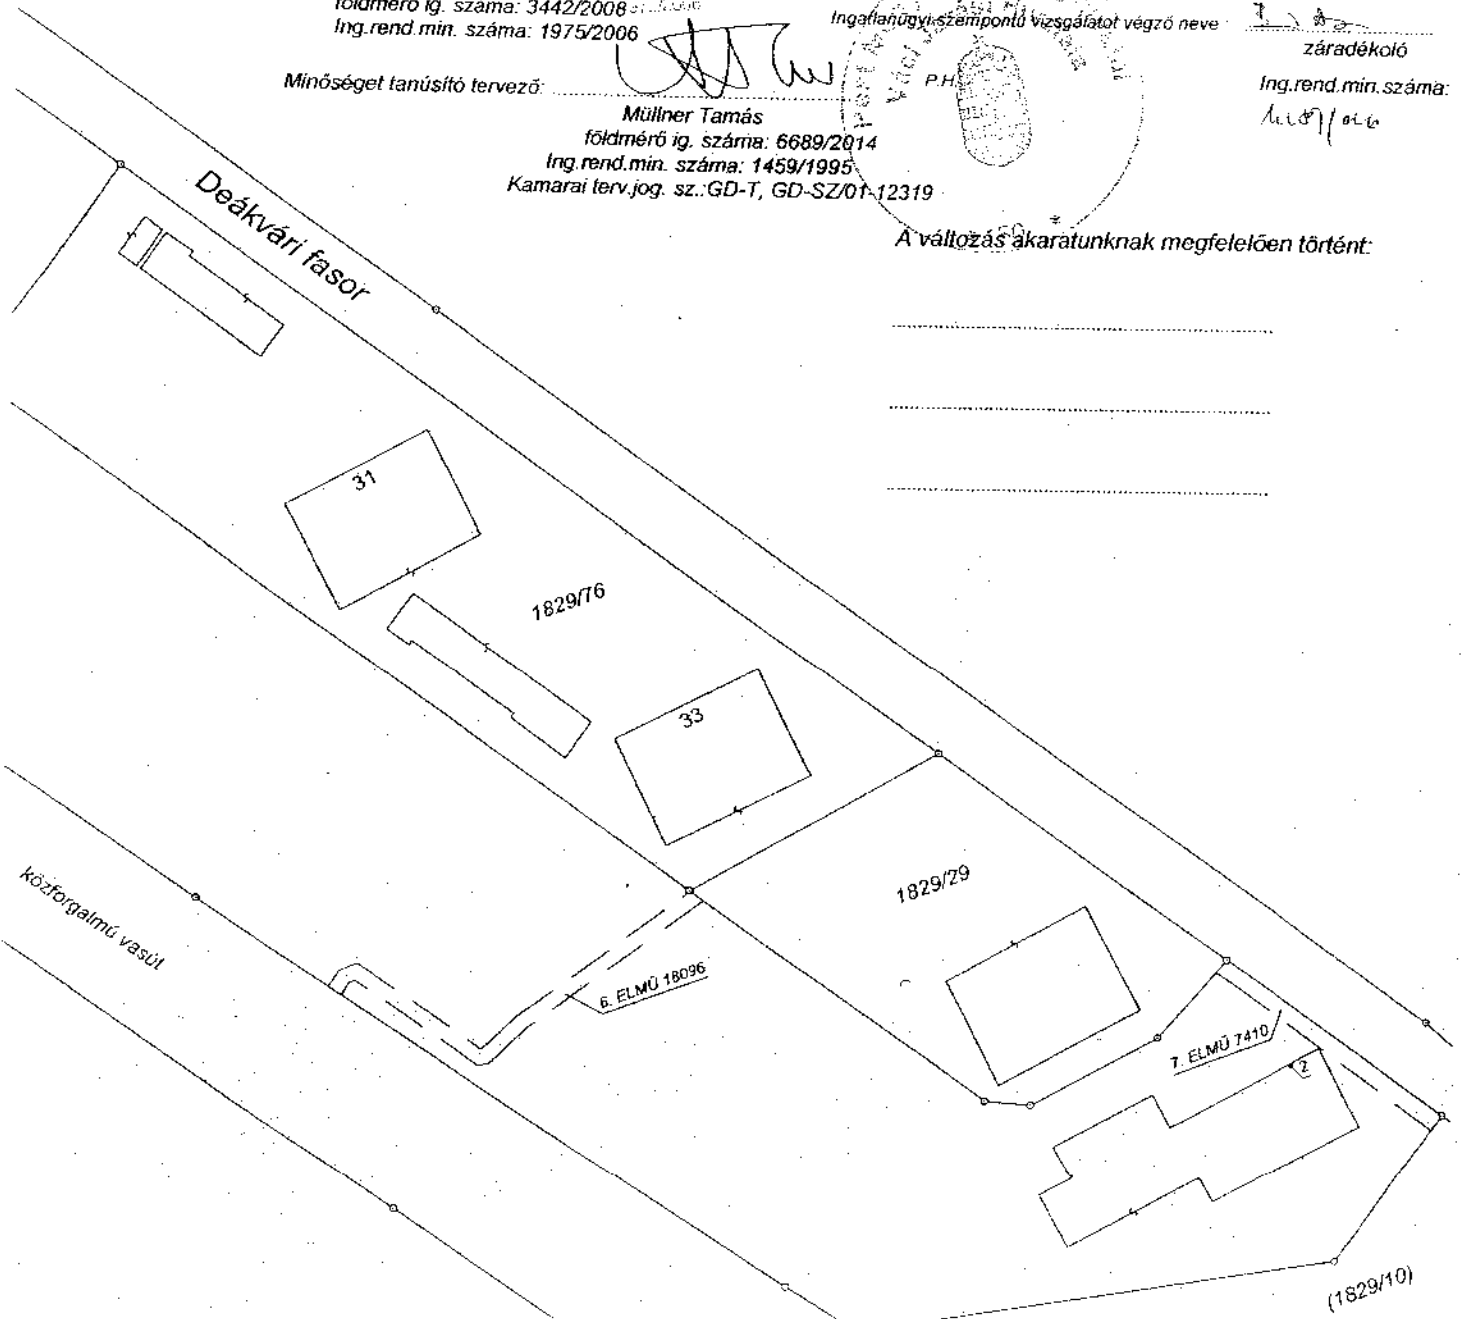 földmérő ig. száma: 3442/2008
Ing.rend.min. száma: 1975/2006
Minőséget tanúsító tervező:
Müllner Tamás
földmérő ig. száma: 6689/2014
Ing.rend.min. száma: 1459/1995
Kamarai terv.jog. sz.:GD-T, GD-SZ/01-12319
Ingatlanügyi szempontú vizsgálatot végző neve
záradékoló
P.H.
Ing.rend.min.száma:
A változás akaratunknak megfelelően történt:
Deákvári fasor
31
1829/76
33
1829/29
közforgalmú vasút
6. ELMŰ 18096
7. ELMŰ 7410
2
(1829/10)